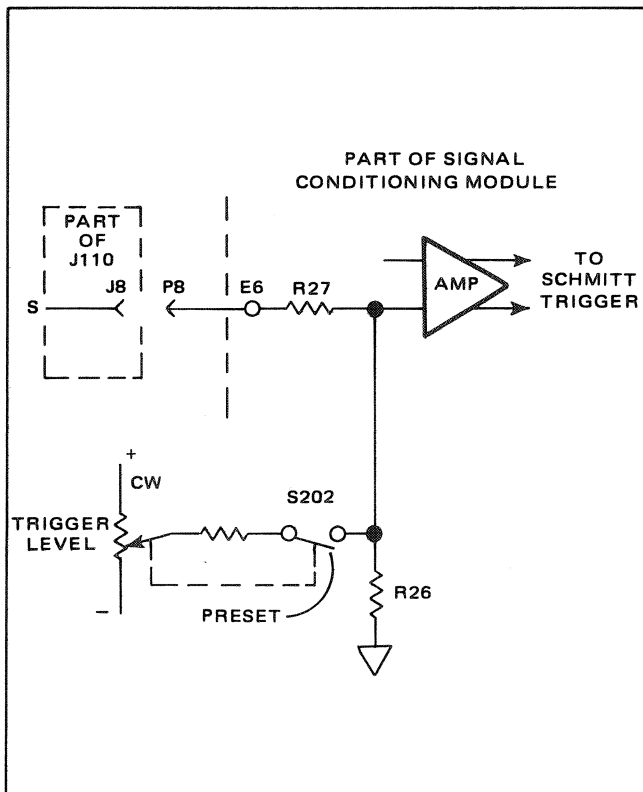 PART OF SIGNAL
CONDITIONING MODULE
PART
OF
J110
J8
P8
E6
R27
S
AMP
TO
SCHMITT
TRIGGER
+
CW
S202
TRIGGER
LEVEL
R26
PRESET
−